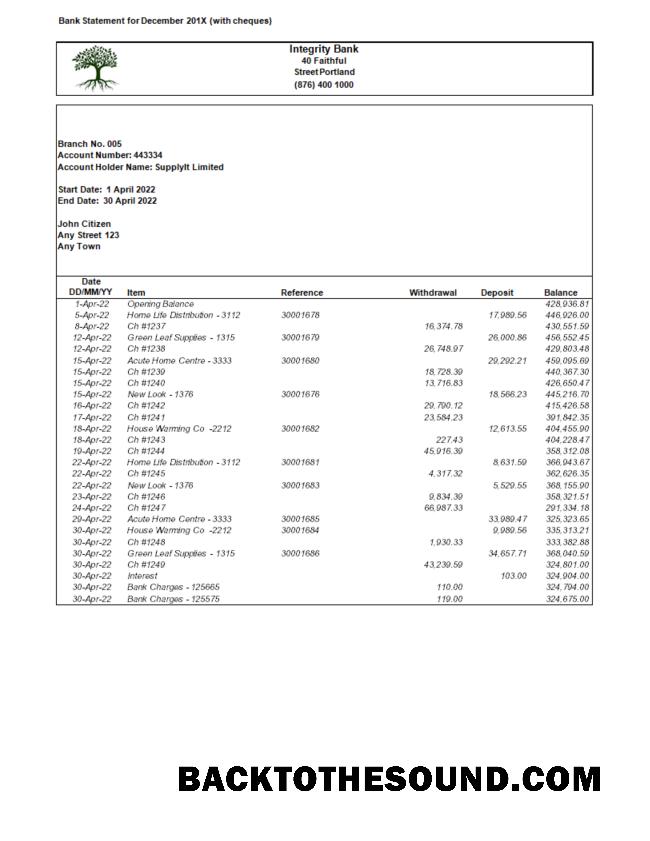 Bank Statement for December 201X (with cheques)
Integrity Bank
40 Faithful
Street Portland
(876) 400 1000
Branch No. 005
Account Number: 443334
Account Holder Name: SupplyIt Limited
Start Date: 1 April 2022
End Date: 30 April 2022
John Citizen
Any Street 123
Any Town
Date
DD/MM/YY Item Reference Withdrawal Deposit Balance
1-Apr-22 Opening Balance 428,936.81
5-Apr-22 Home Life Distribution - 3112 30001678 17,989.56 446,926.00
8-Apr-22 Ch #1237 16,374.78 430,551.59
12-Apr-22 Green Leaf Supplies - 1315 30001679 26,000.86 456,552.45
12-Apr-22 Ch #1238 26,748.97 429,803.48
15-Apr-22 Acute Home Centre - 3333 30001680 29,292.21 459,095.69
15-Apr-22 Ch #1239 18,728.39 440,367.30
15-Apr-22 Ch #1240 13,716.83 426,650.47
15-Apr-22 New Look - 1376 30001676 18,566.23 445,216.70
16-Apr-22 Ch #1242 29,790.12 415,426.58
17-Apr-22 Ch #1241 23,584.23 391,842.35
18-Apr-22 House Warming Co -2212 30001682 12,613.55 404,455.90
18-Apr-22 Ch #1243 227.43 404,228.47
19-Apr-22 Ch #1244 45,916.39 358,312.08
22-Apr-22 Home Life Distribution - 3112 30001681 8,631.59 366,943.67
22-Apr-22 Ch #1245 4,317.32 362,626.35
22-Apr-22 New Look - 1376 30001683 5,529.55 368,155.90
23-Apr-22 Ch #1246 9,834.39 358,321.51
24-Apr-22 Ch #1247 66,987.33 291,334.18
29-Apr-22 Acute Home Centre - 3333 30001685 33,989.47 325,323.65
30-Apr-22 House Warming Co -2212 30001684 9,989.56 335,313.21
30-Apr-22 Ch #1248 1,930.33 333,382.88
30-Apr-22 Green Leaf Supplies - 1315 30001686 34,657.71 368,040.59
30-Apr-22 Ch #1249 43,239.59 324,801.00
30-Apr-22 Interest 103.00 324,904.00
30-Apr-22 Bank Charges - 125665 110.00 324,794.00
30-Apr-22 Bank Charges - 125575 119.00 324,675.00
BACKTOTHESOUND.COM